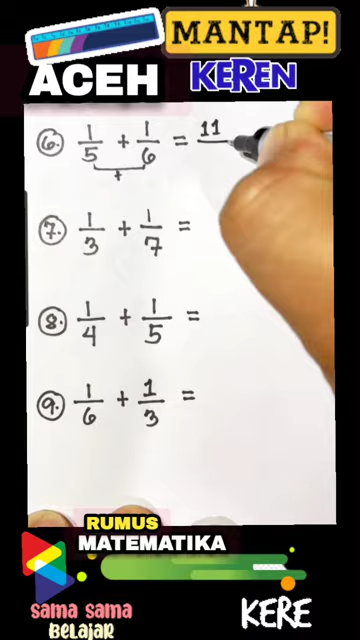 MANTAP!
ACEH KEREN
6. 1/5 + 1/6 = 11
+
7. 1/3 + 1/7 =
8. 1/4 + 1/5 =
9. 1/6 + 1/3 =
RUMUS
MATEMATIKA
sama sama
BELAJAR
KERE